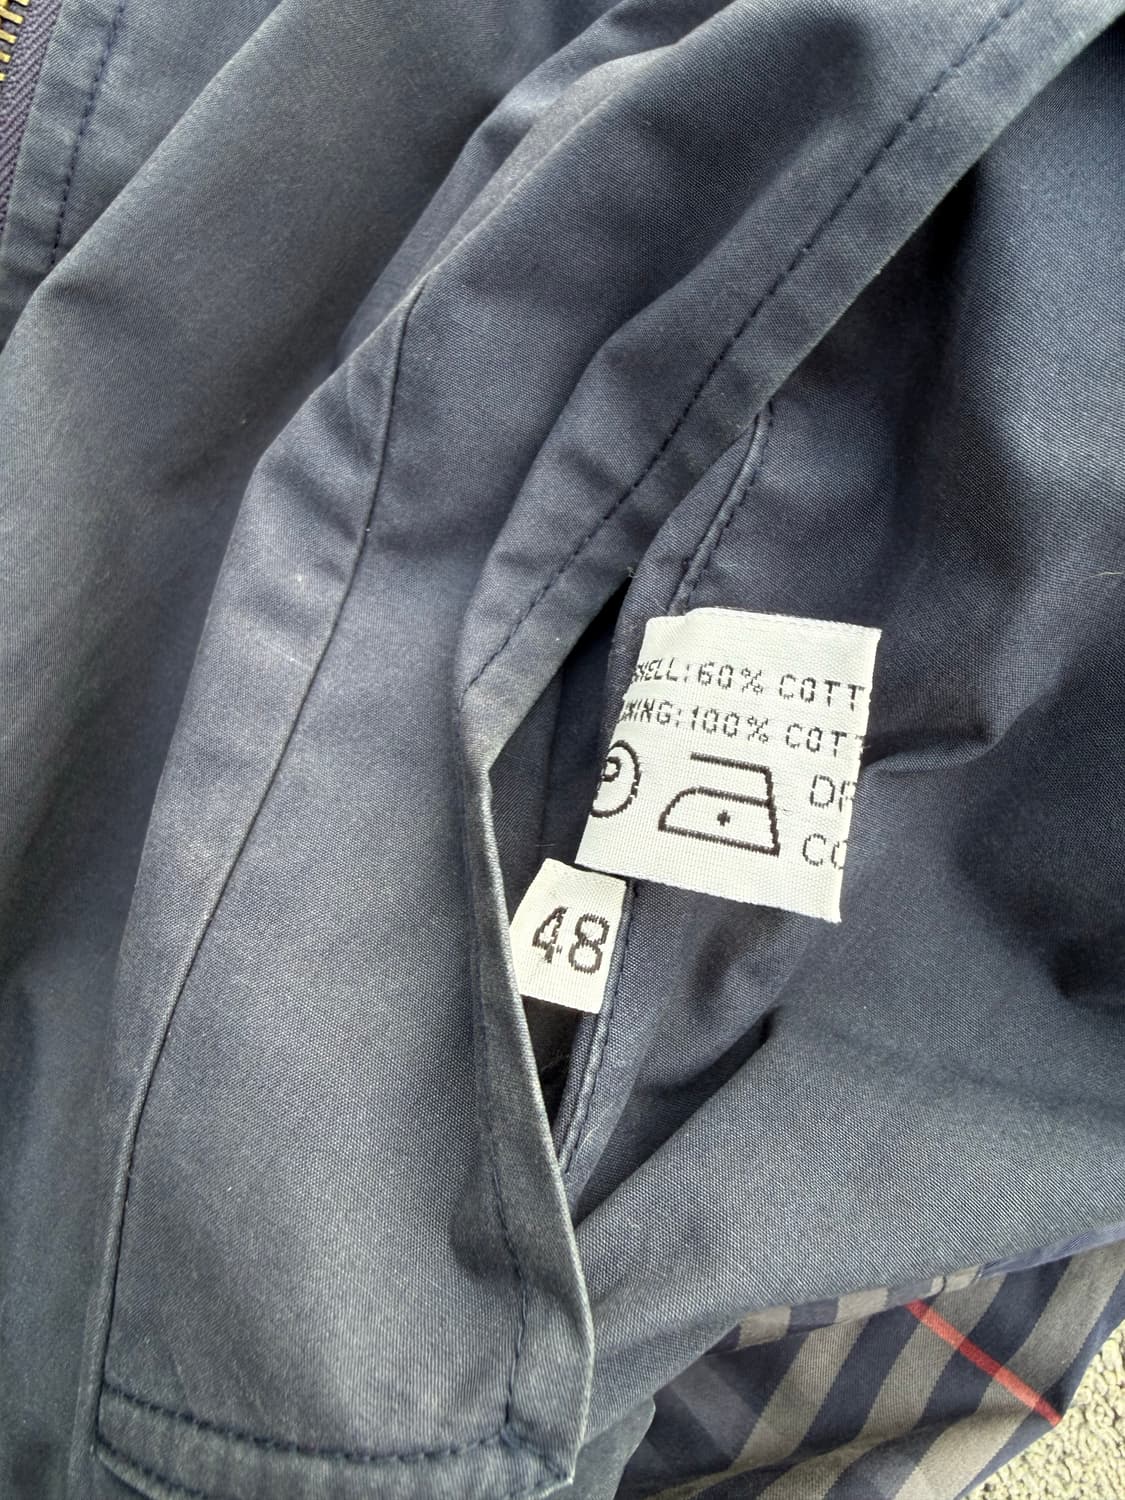 SHELL: 60% COTT
LINING: 100% COTT
P
DR
CO
48